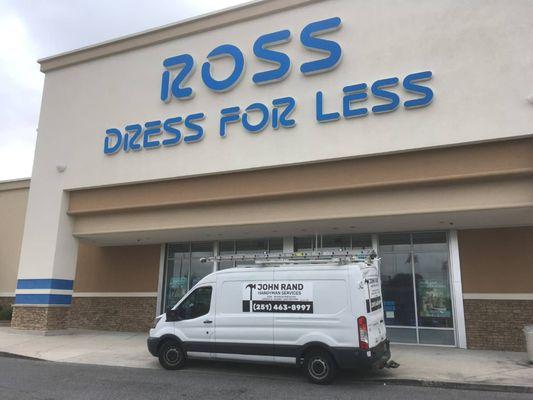 ROSS
DRESS FOR LESS
JOHN RAND
HANDYMAN SERVICES
(251) 463-8997